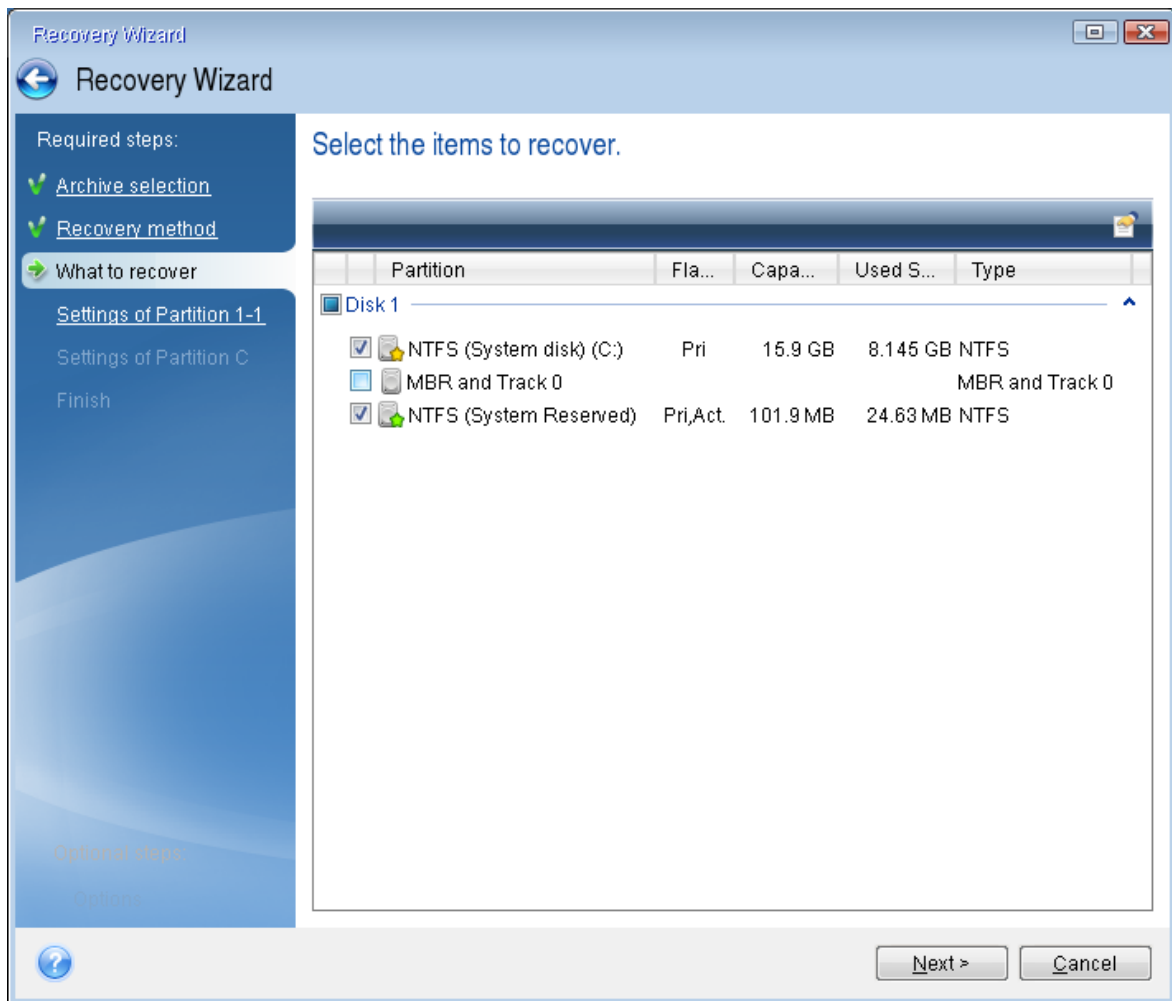 Recovery Wizard
Recovery Wizard
Required steps:
Archive selection
Recovery method
What to recover
Settings of Partition 1-1
Settings of Partition C
Finish
Optional steps:
Options
Select the items to recover.
Partition Fla... Capa... Used S... Type
Disk 1
NTFS (System disk) (C:) Pri 15.9 GB 8.145 GB NTFS
MBR and Track 0 MBR and Track 0
NTFS (System Reserved) Pri,Act. 101.9 MB 24.63 MB NTFS
Next > Cancel